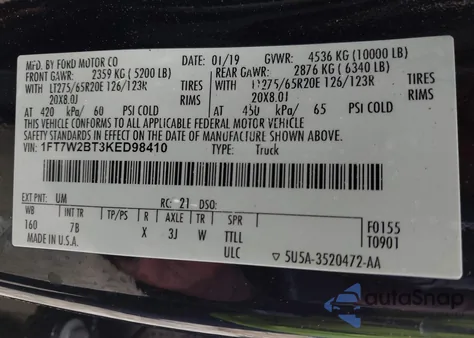 MFD. BY FORD MOTOR CO 01/19 GVWR: 4536 KG (10000 LB)
FRONT GAWR: 2359 KG (5200 LB) REAR GAWR: 2876 KG (6340 LB)
WITH LT275/65R20E 126/123R TIRES WITH LT275/65R20E 126/123R TIRES
20X8.0J RIMS 20X8.0J RIMS
AT 420 kPa/ 60 PSI COLD AT 450 kPa/ 65 PSI COLD
THIS VEHICLE CONFORMS TO ALL APPLICABLE FEDERAL MOTOR VEHICLE
SAFETY STANDARDS IN EFFECT ON THE DATE OF MANUFACTURE SHOWN ABOVE.
VIN: 1FT7W2BT3KED98410 TYPE: Truck
EXT PNT: UM RC: 21 DSO:
WB INT TR TP/PS R AXLE TR SPR F0155
160 7B X 3J W TTLL T0901
MADE IN U.S.A. ULC ▽ 5U5A-3520472-AA
autoSnap